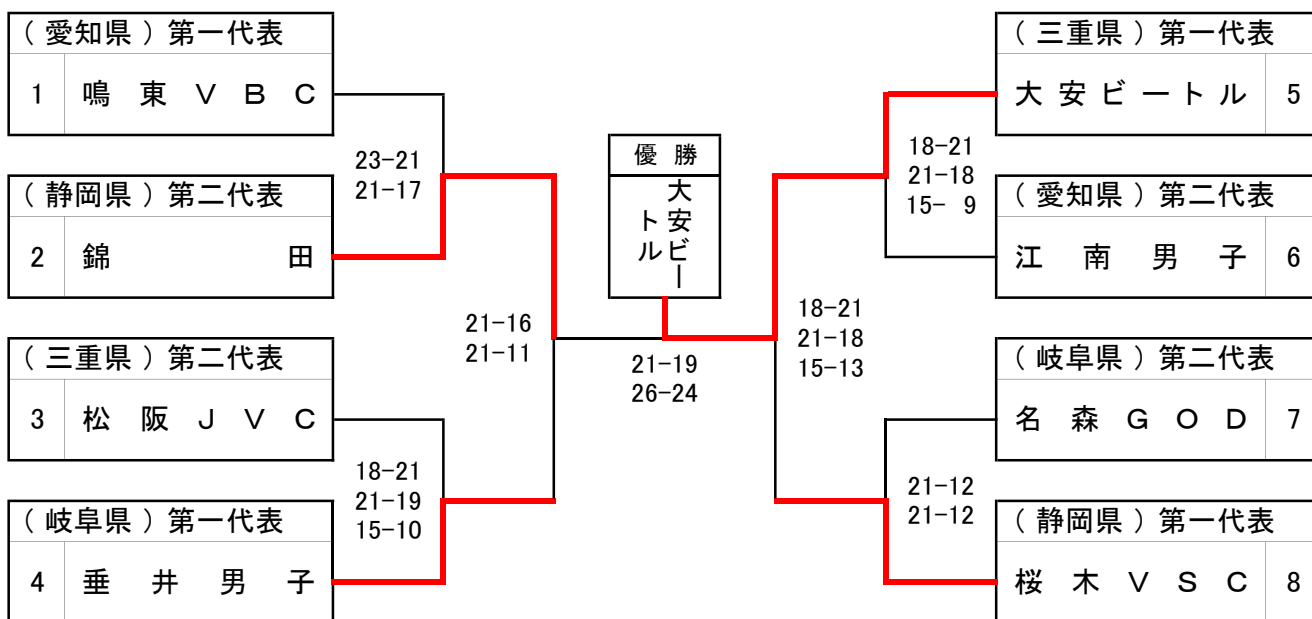 ( 愛知県 ) 第一代表
1 鳴東ＶＢＣ
23-21
21-17
( 静岡県 ) 第二代表
2 錦田
21-16
21-11
( 三重県 ) 第二代表
3 松阪ＪＶＣ
18-21
21-19
15-10
( 岐阜県 ) 第一代表
4 垂井男子
優勝
大安ビー
トル
21-19
26-24
( 三重県 ) 第一代表
大安ビートル 5
18-21
21-18
15- 9
( 愛知県 ) 第二代表
江南男子 6
18-21
21-18
15-13
( 岐阜県 ) 第二代表
名森ＧＯＤ 7
21-12
21-12
( 静岡県 ) 第一代表
桜木ＶＳＣ 8